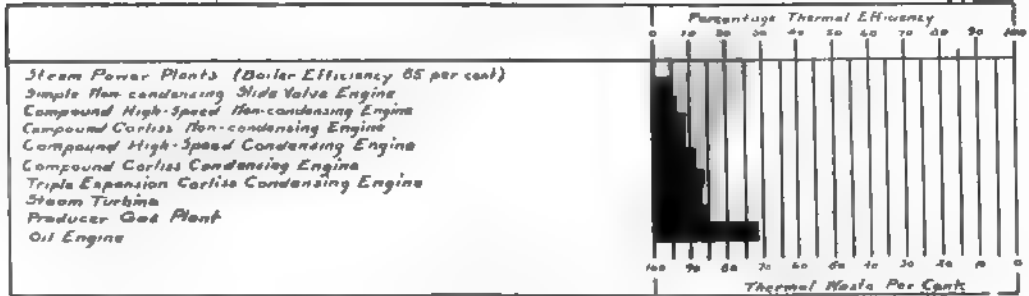 Percentage Thermal Efficiency
0 10 20 30 40 50 60 70 80 90 100
Steam Power Plants (Boiler Efficiency 85 per cent)
Simple Non-condensing Slide Valve Engine
Compound High-Speed Non-condensing Engine
Compound Corliss Non-condensing Engine
Compound High-Speed Condensing Engine
Compound Corliss Condensing Engine
Triple Expansion Corliss Condensing Engine
Steam Turbine
Producer Gas Plant
Oil Engine
100 90 80 70 60 50 40 30 20 10 0
Thermal Waste Per Cent